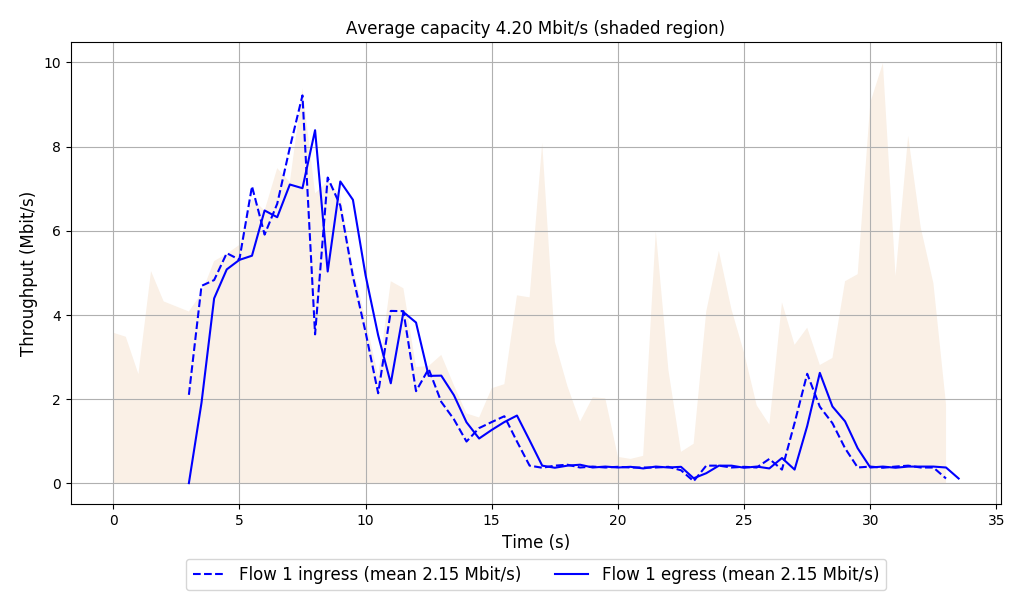 Average capacity 4.20 Mbit/s (shaded region)
Throughput (Mbit/s)
10
8
6
4
2
0
0 5 10 15 20 25 30 35
Time (s)
Flow 1 ingress (mean 2.15 Mbit/s) Flow 1 egress (mean 2.15 Mbit/s)